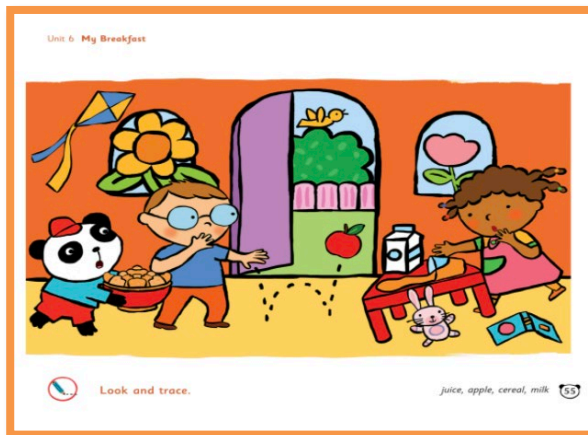 Unit 6 My Breakfast
Look and trace.
juice, apple, cereal, milk 55